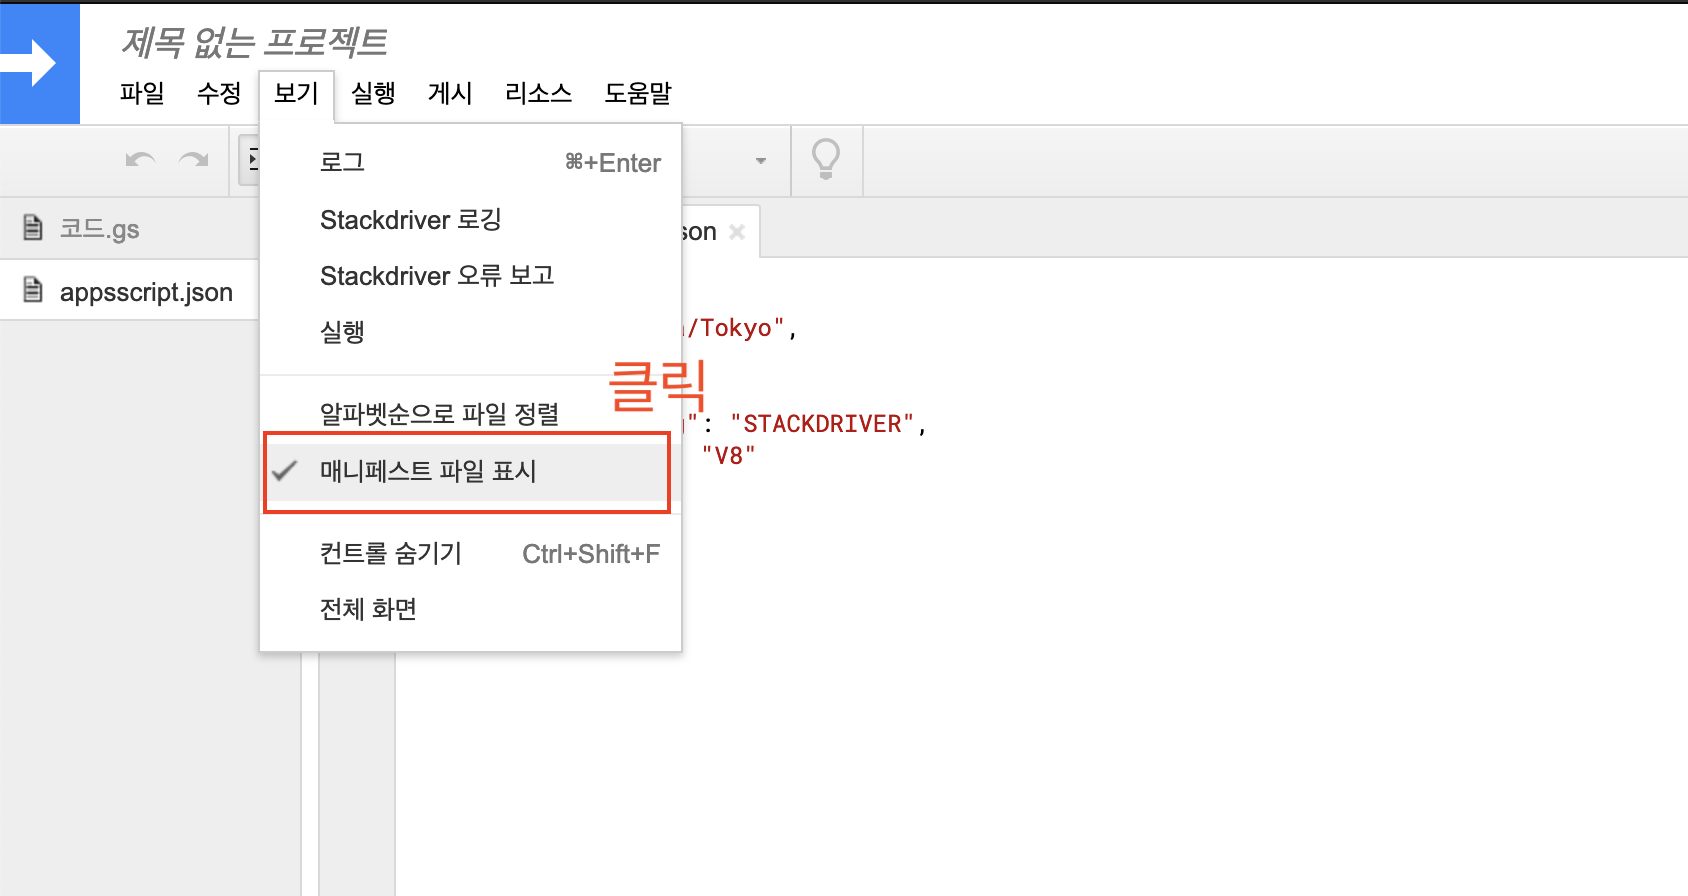 제목 없는 프로젝트
파일 수정 보기 실행 게시 리소스 도움말
로그 ⌘+Enter
Stackdriver 로깅
Stackdriver 오류 보고
실행
클릭
알파벳순으로 파일 정렬
매니페스트 파일 표시
컨트롤 숨기기 Ctrl+Shift+F
전체 화면
코드.gs
appsscript.json
son
/Tokyo",
": "STACKDRIVER",
"V8"